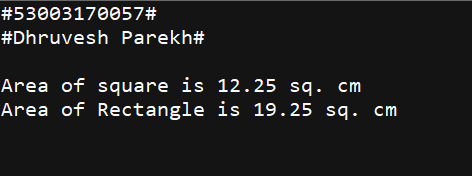 #53003170057#
#Dhruvesh Parekh#
Area of square is 12.25 sq. cm
Area of Rectangle is 19.25 sq. cm